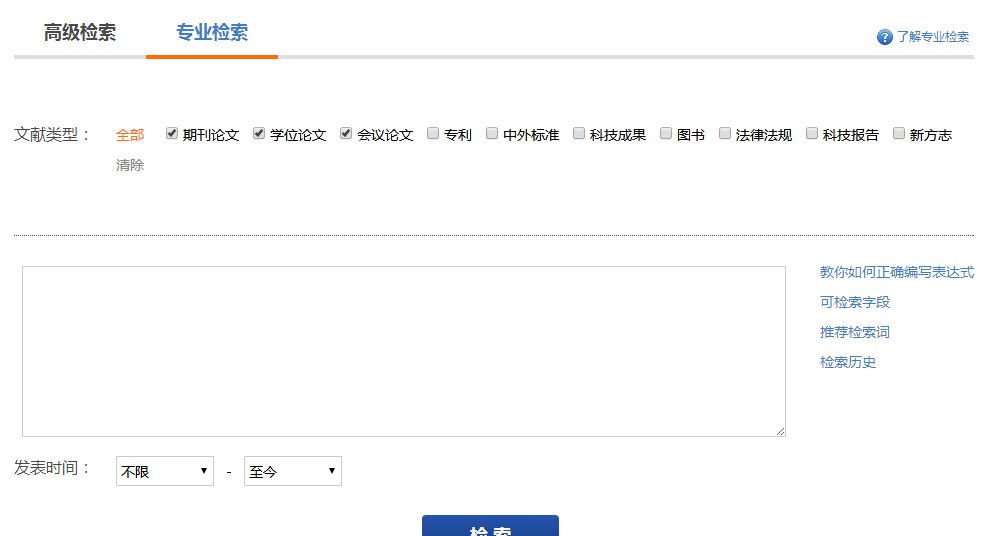 高级检索 专业检索 ? 了解专业检索
文献类型： 全部 期刊论文 学位论文 会议论文 专利 中外标准 科技成果 图书 法律法规 科技报告 新方志
清除
教你如何正确编写表达式
可检索字段
推荐检索词
检索历史
发表时间： 不限 - 至今
检索